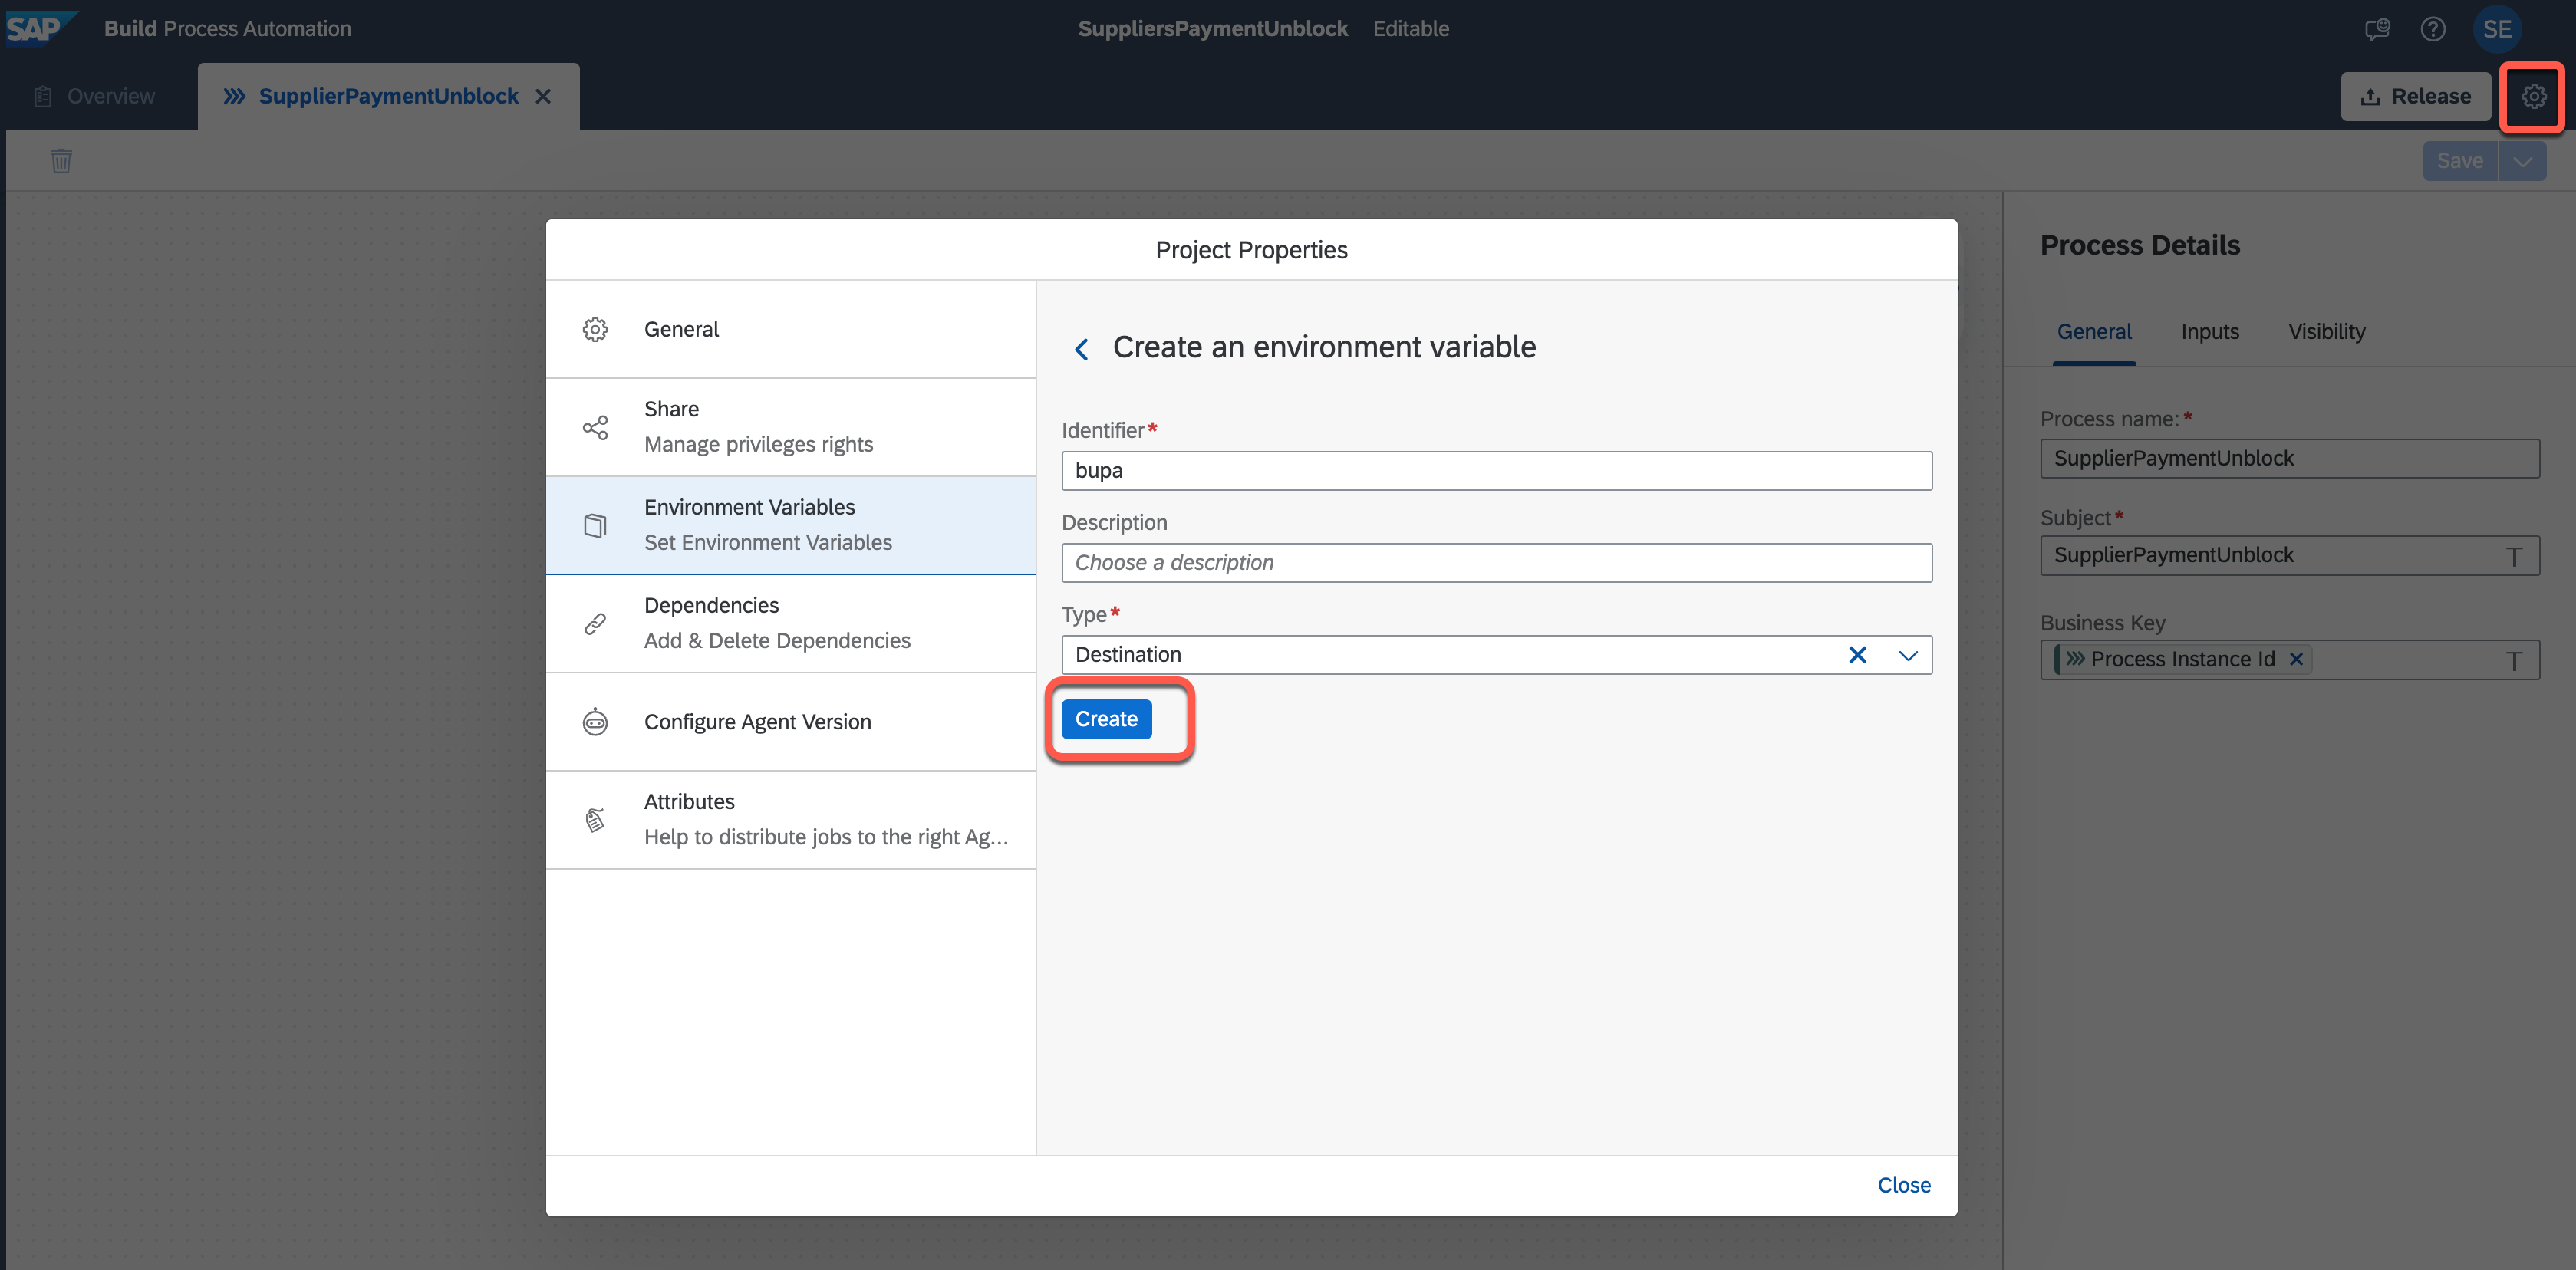 SAP Build Process Automation
SuppliersPaymentUnblock Editable
SE
Overview
SupplierPaymentUnblock
Release
Save
Project Properties
General
Share
Manage privileges rights
Environment Variables
Set Environment Variables
Dependencies
Add & Delete Dependencies
Configure Agent Version
Attributes
Help to distribute jobs to the right Ag...
Create an environment variable
Identifier*
bupa
Description
Choose a description
Type*
Destination
Create
Close
Process Details
General Inputs Visibility
Process name:*
SupplierPaymentUnblock
Subject*
SupplierPaymentUnblock
Business Key
Process Instance Id